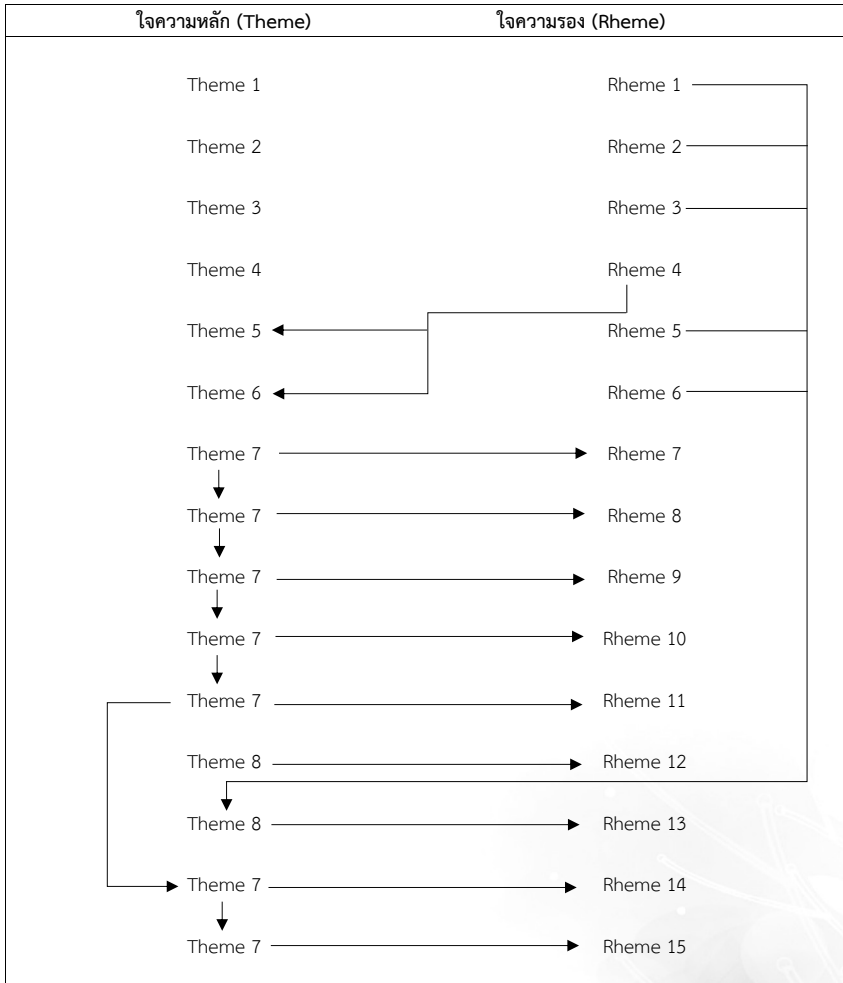 ใจความหลัก (Theme) ใจความรอง (Rheme)
Theme 1 Rheme 1
Theme 2 Rheme 2
Theme 3 Rheme 3
Theme 4 Rheme 4
Theme 5 Rheme 5
Theme 6 Rheme 6
Theme 7 Rheme 7
Theme 7 Rheme 8
Theme 7 Rheme 9
Theme 7 Rheme 10
Theme 7 Rheme 11
Theme 8 Rheme 12
Theme 8 Rheme 13
Theme 7 Rheme 14
Theme 7 Rheme 15